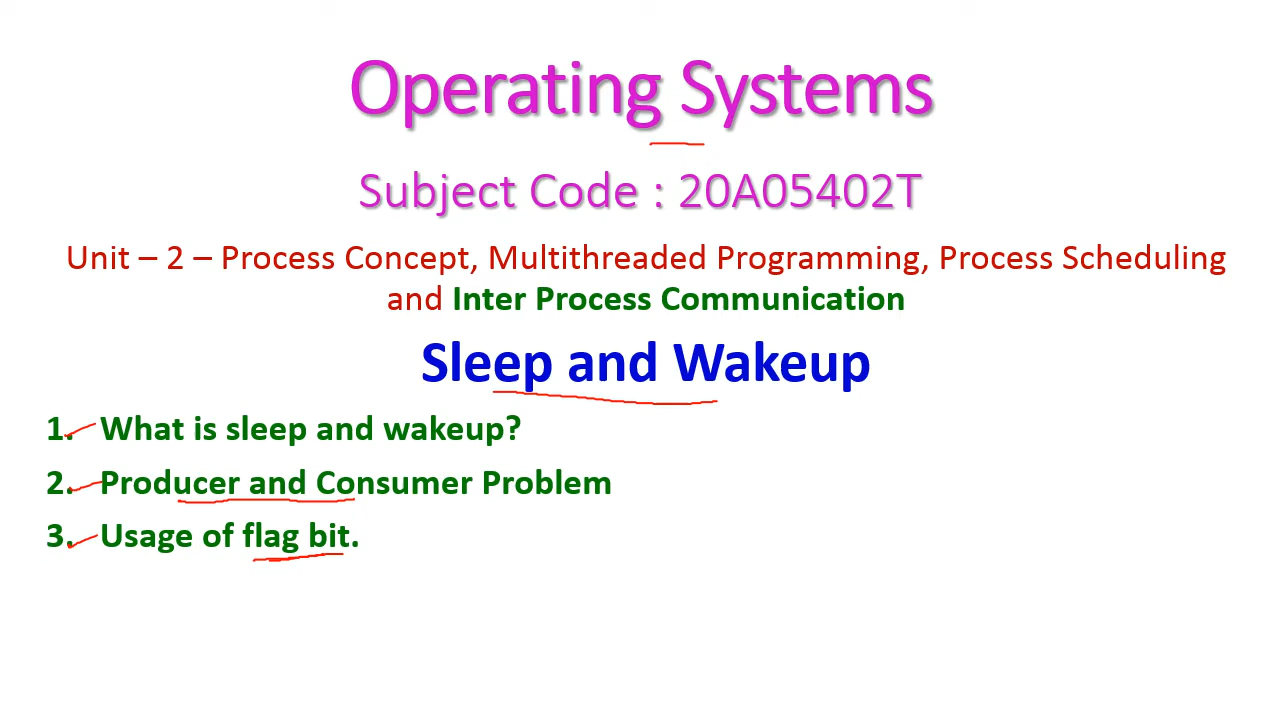 Operating Systems
Subject Code : 20A05402T
Unit – 2 – Process Concept, Multithreaded Programming, Process Scheduling
and Inter Process Communication
Sleep and Wakeup
1. What is sleep and wakeup?
2. Producer and Consumer Problem
3. Usage of flag bit.